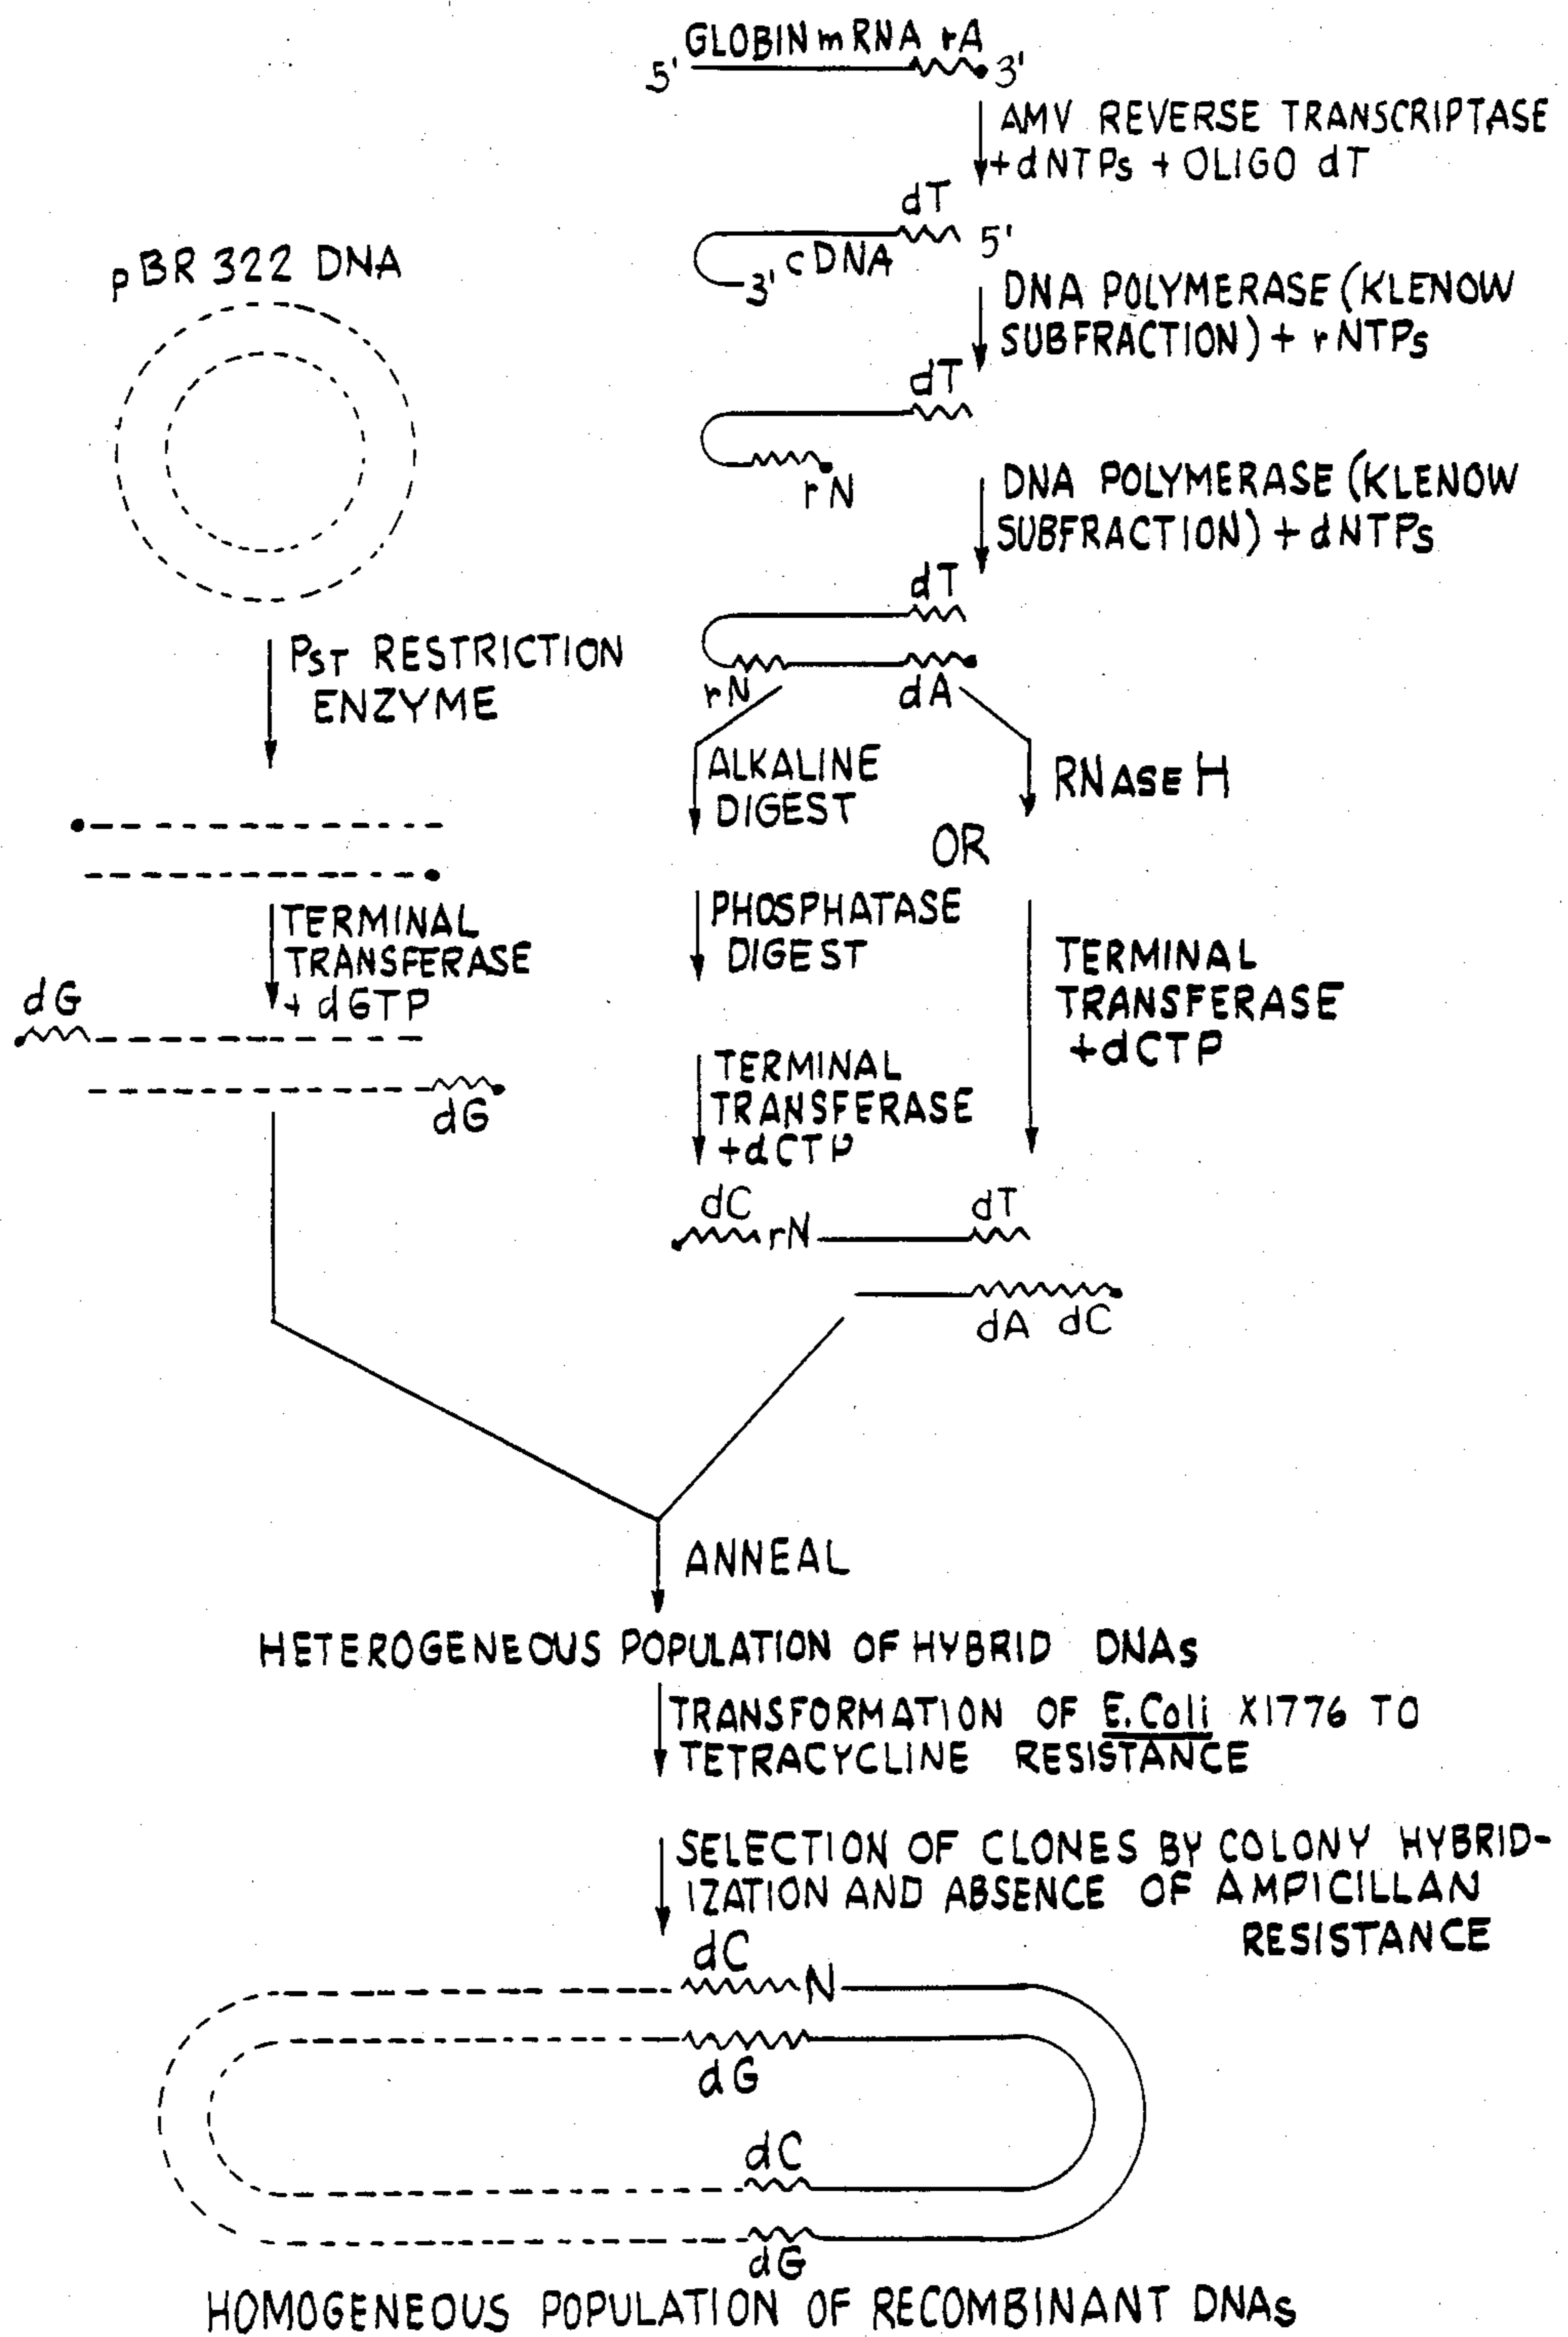 GLOBIN mRNA rA
5' 3'
AMV REVERSE TRANSCRIPTASE
+dNTPs + OLIGO dT
dT
5'
3' cDNA
DNA POLYMERASE (KLENOW
SUBFRACTION) + rNTPs
dT
rN
DNA POLYMERASE (KLENOW
SUBFRACTION) + dNTPs
dT
rN dA
ALKALINE
DIGEST
OR
RNASE H
PHOSPHATASE
DIGEST
TERMINAL
TRANSFERASE
+dCTP
TERMINAL
TRANSFERASE
+dCTP
dC rN dT
dA dC
pBR 322 DNA
PST RESTRICTION
ENZYME
TERMINAL
TRANSFERASE
+ dGTP
dG
dG
ANNEAL
HETEROGENEOUS POPULATION OF HYBRID DNAs
TRANSFORMATION OF E.Coli X1776 TO
TETRACYCLINE RESISTANCE
SELECTION OF CLONES BY COLONY HYBRID-
IZATION AND ABSENCE OF AMPICILLAN
RESISTANCE
dC N
dG
dC
dG
HOMOGENEOUS POPULATION OF RECOMBINANT DNAs